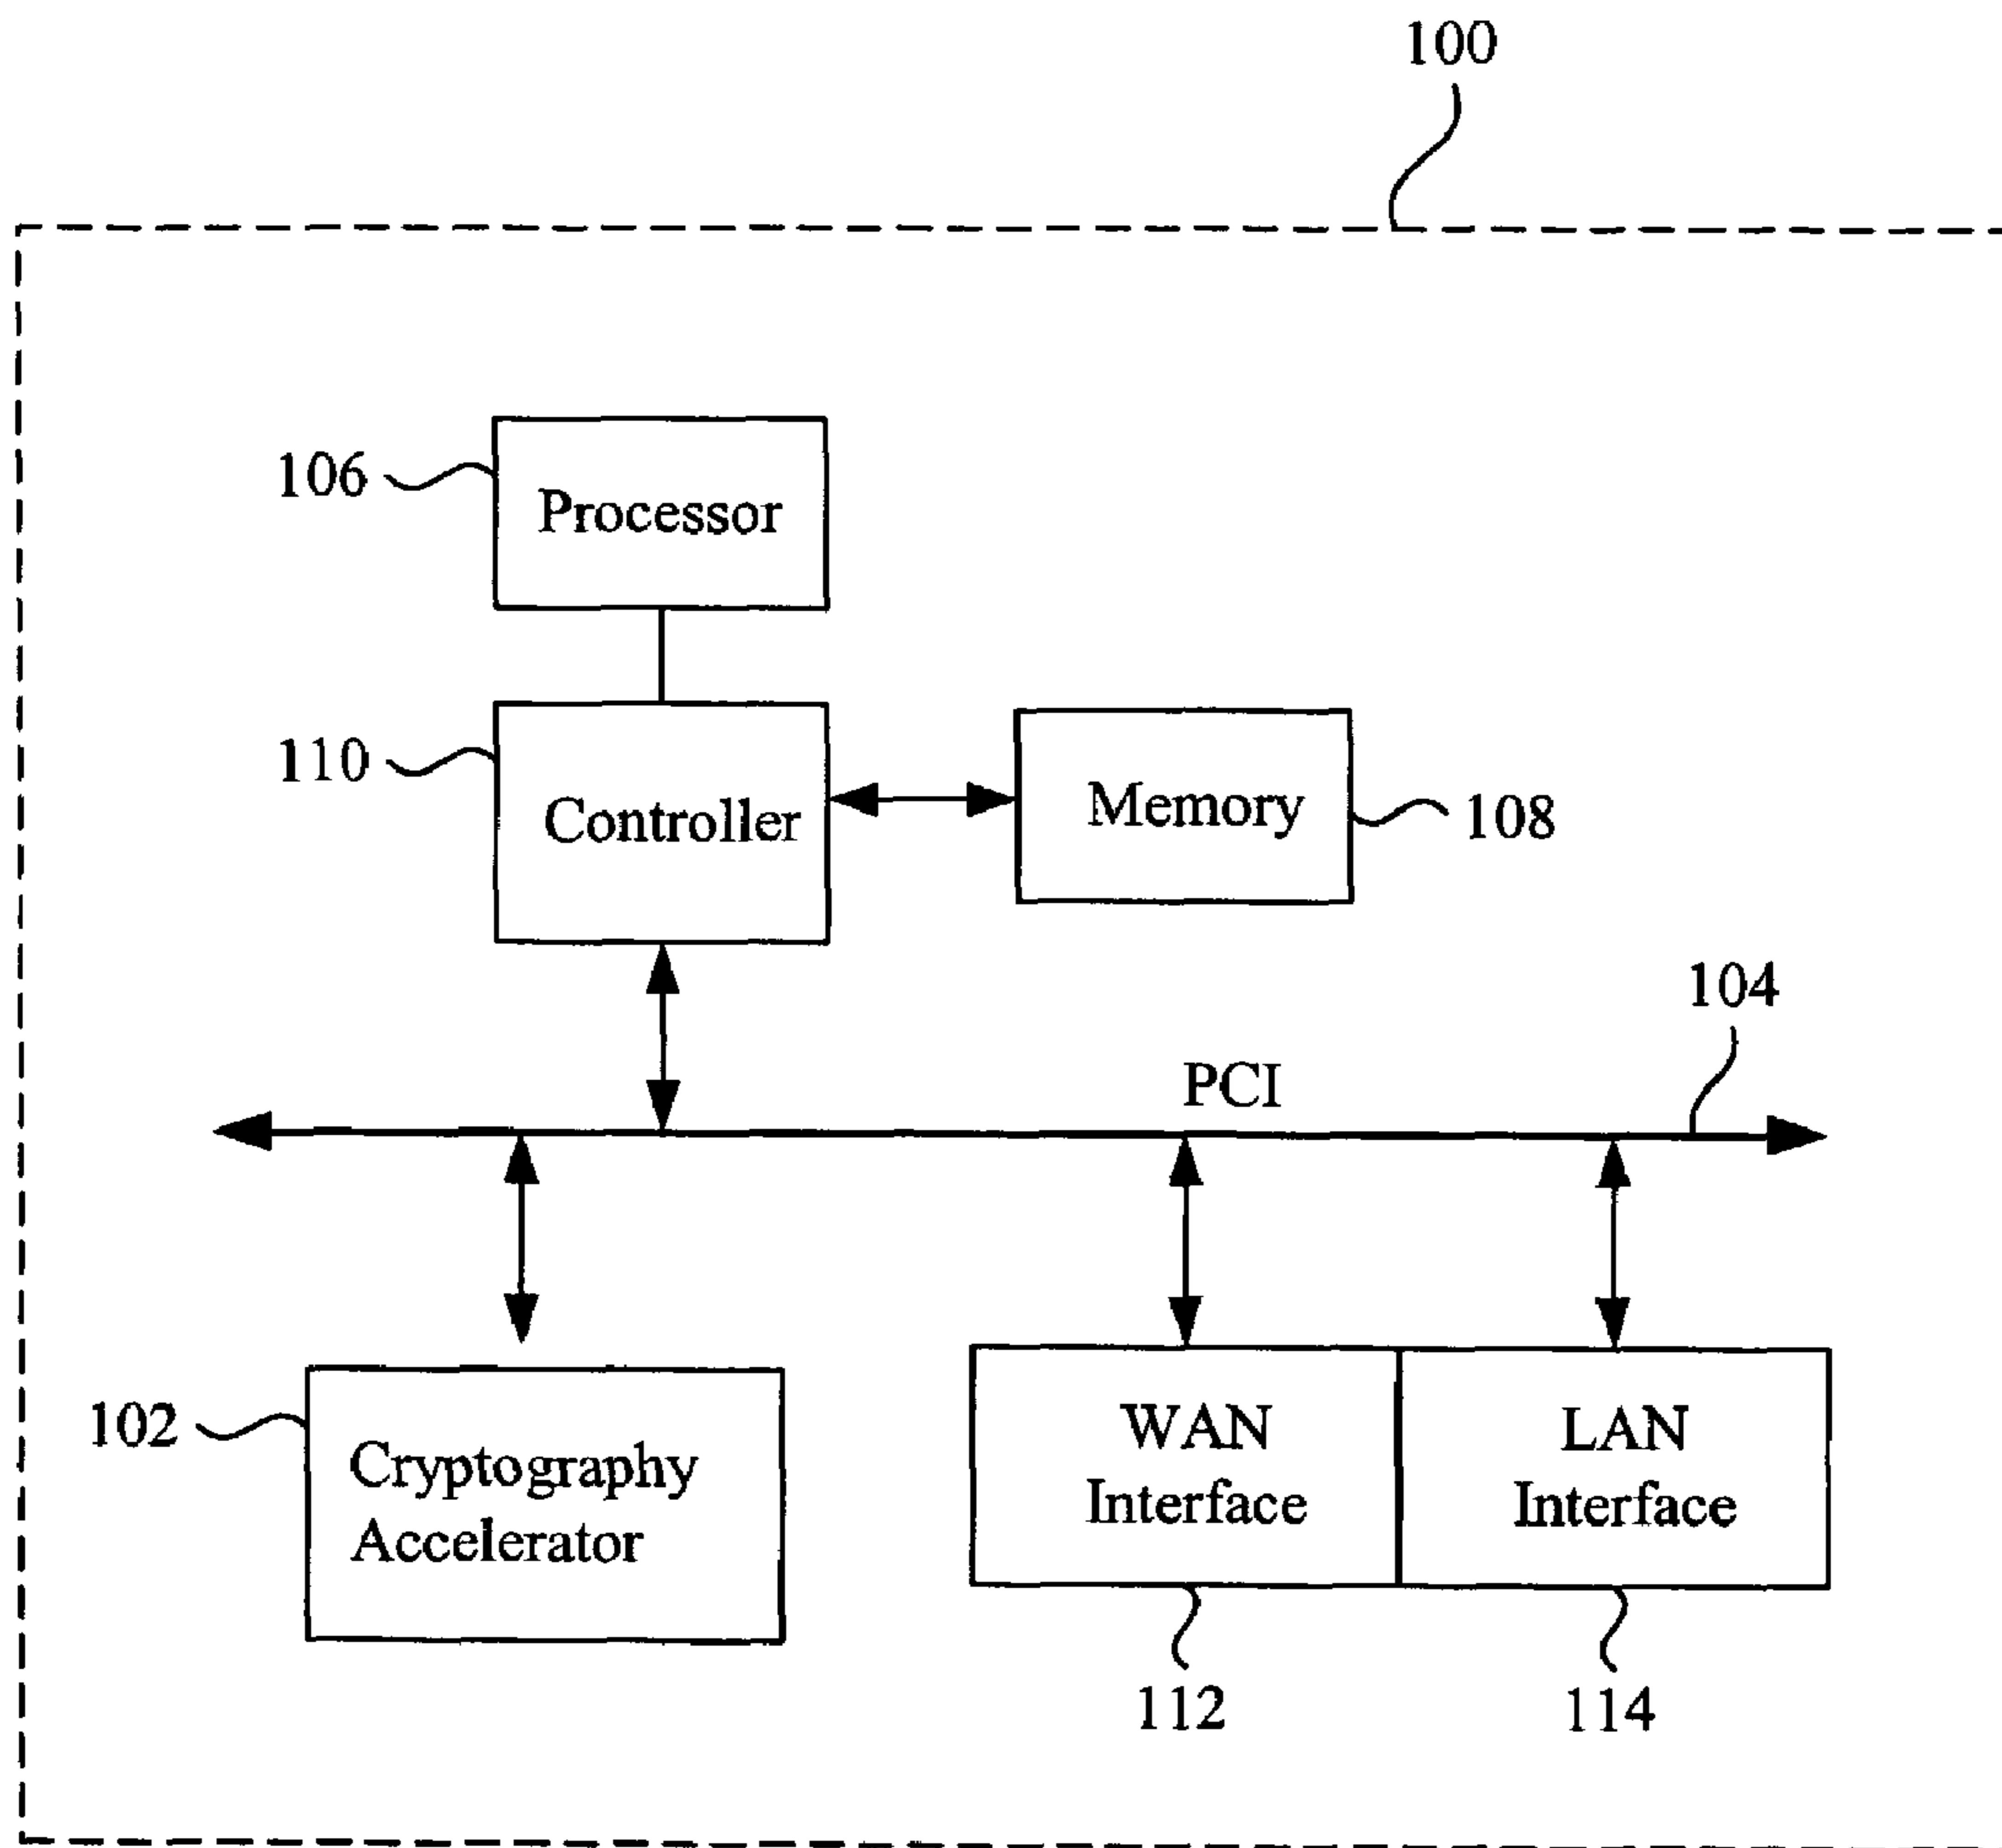 100
106
Processor
110
Controller
Memory
108
104
PCI
102
Cryptography
Accelerator
WAN
Interface
LAN
Interface
112
114